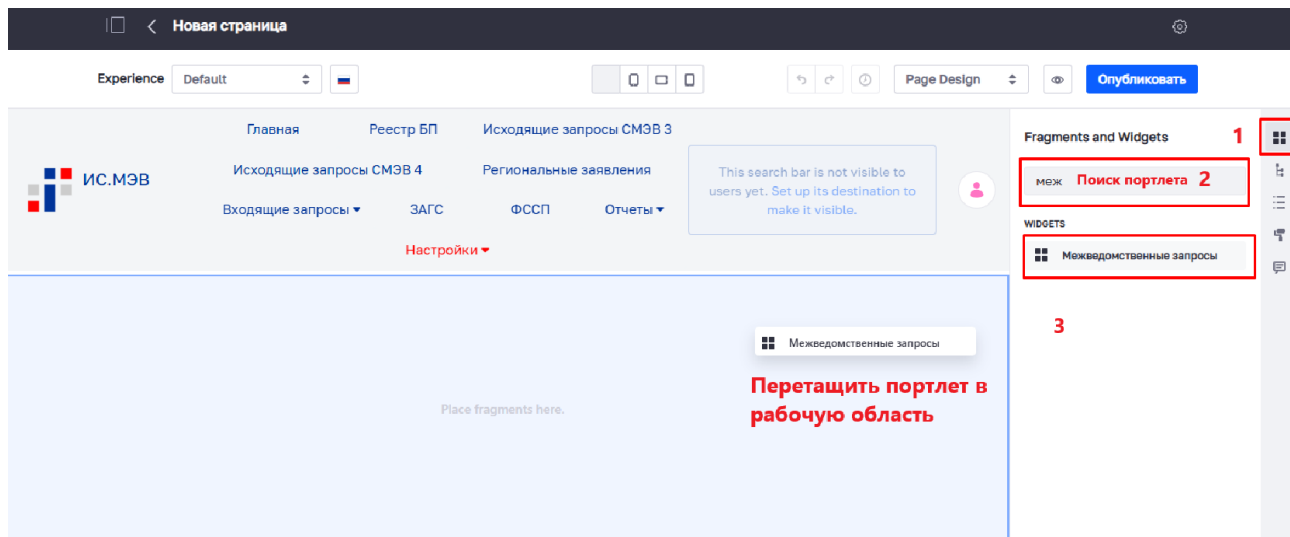 Новая страница
Experience Default Page Design Опубликовать
Главная Реестр БП Исходящие запросы СМЭВ 3
Исходящие запросы СМЭВ 4 Региональные заявления
Входящие запросы ЗАГС ФССП Отчеты
Настройки
ИС.МЭВ
This search bar is not visible to
users yet. Set up its destination to
make it visible.
Fragments and Widgets 1
меж Поиск портлета 2
WIDGETS
Межведомственные запросы
3
Межведомственные запросы
Перетащить портлет в
рабочую область
Place fragments here.